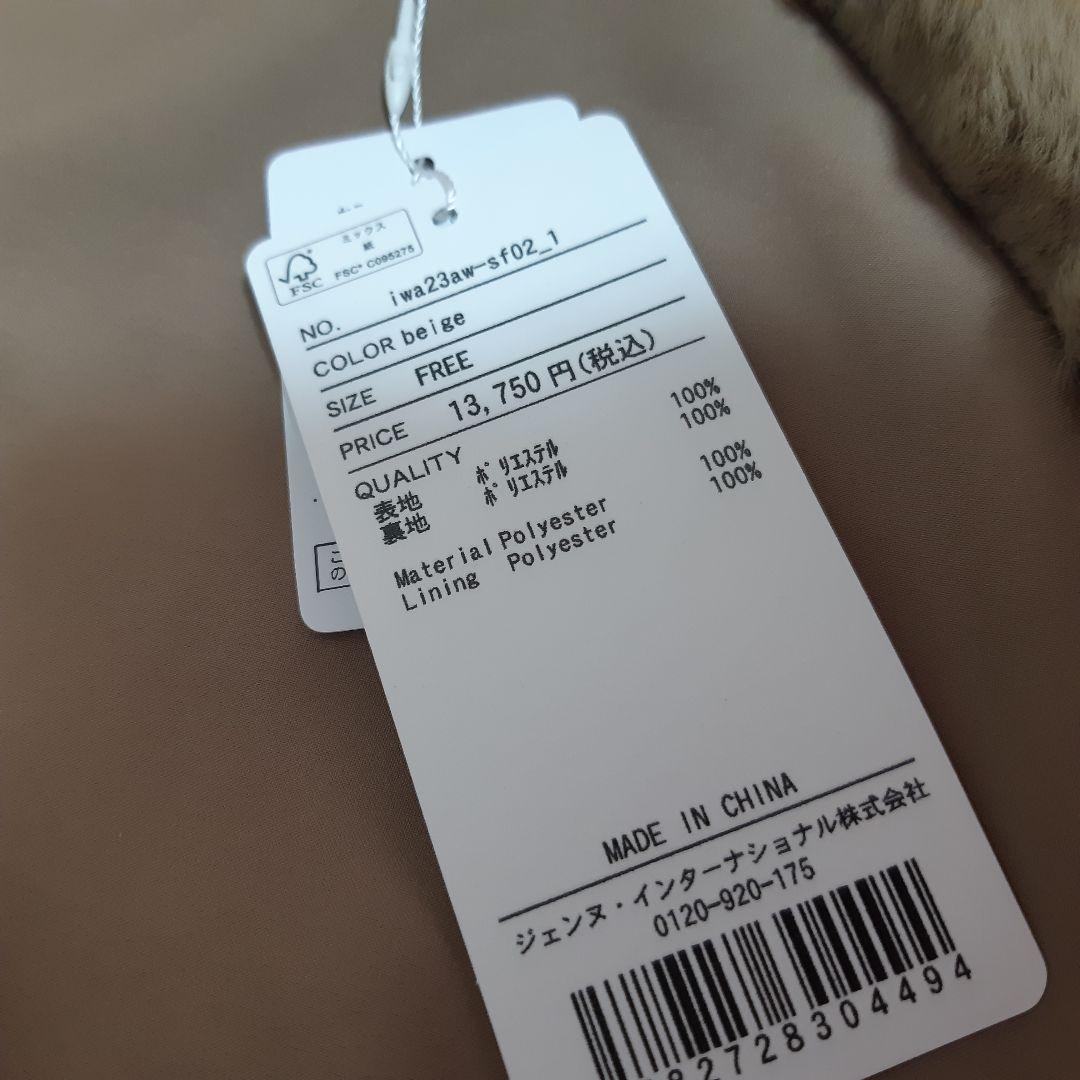 ミックス
紙
FSC
FSC® C095275
NO. iwa23aw-sf02_1
COLOR beige
SIZE FREE
PRICE 13,750円(税込)
QUALITY
表地 ﾎﾟﾘｴｽﾃﾙ 100%
裏地 ﾎﾟﾘｴｽﾃﾙ 100%
Material Polyester 100%
Lining Polyester 100%
こ
の
MADE IN CHINA
ジェンヌ・インターナショナル株式会社
0120-920-175
82728304494